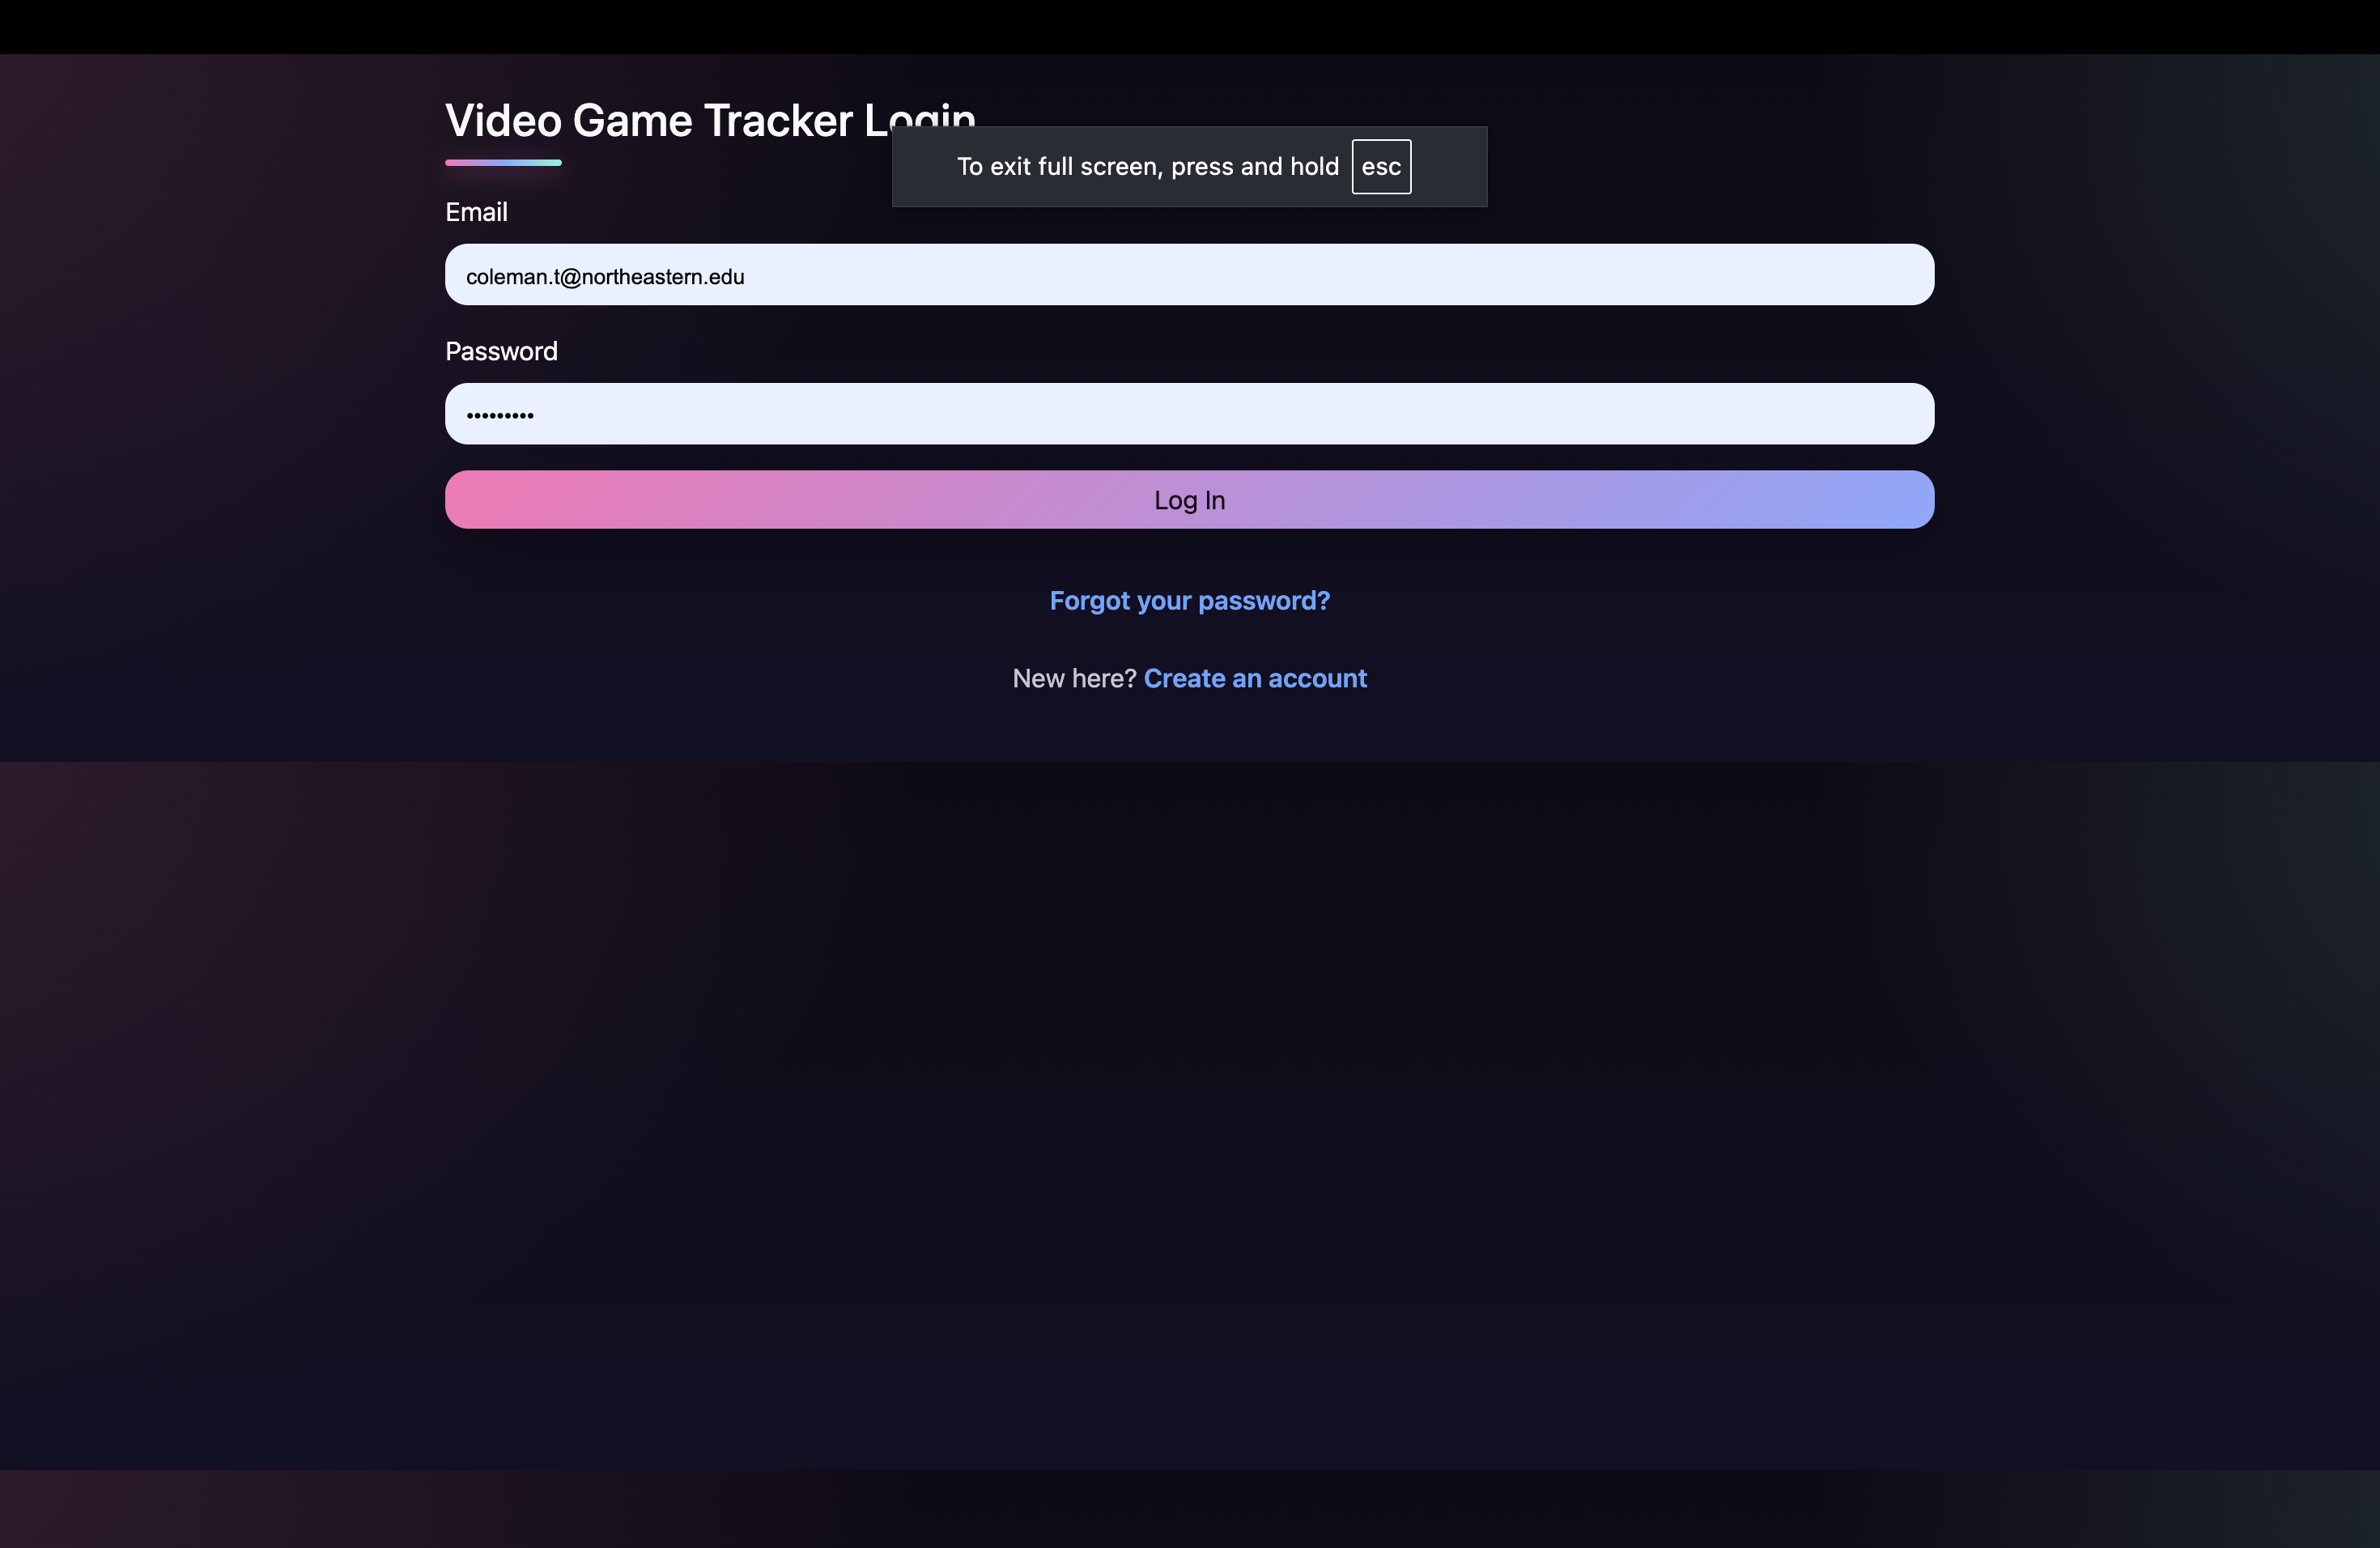 Video Game Tracker Login
To exit full screen, press and hold esc
Email
coleman.t@northeastern.edu
Password
•••••••••
Log In
Forgot your password?
New here? Create an account